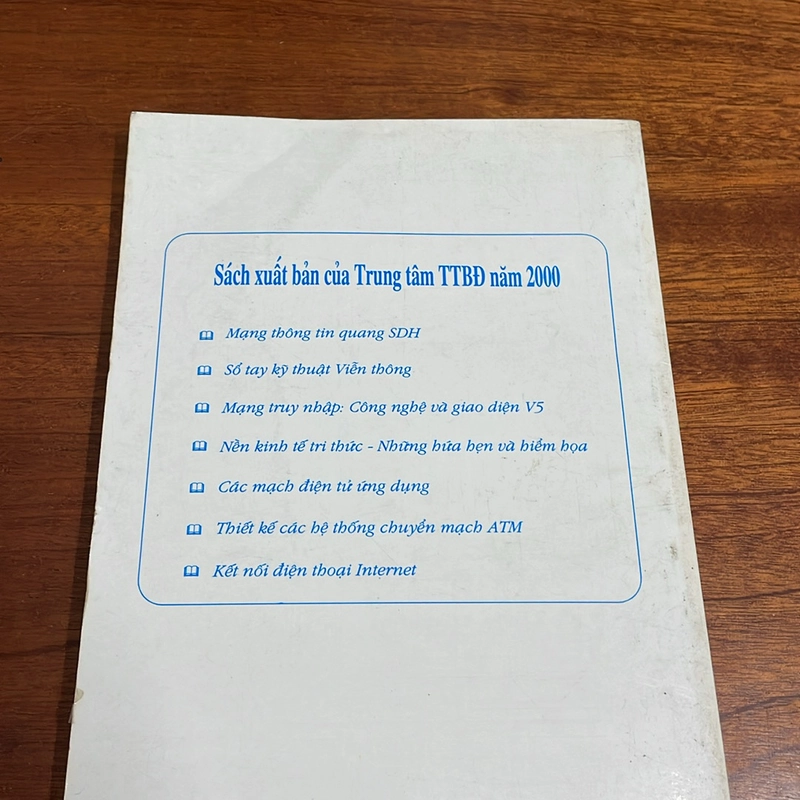 Sách xuất bản của Trung tâm TTBĐ năm 2000
Mạng thông tin quang SDH
Sổ tay kỹ thuật Viễn thông
Mạng truy nhập: Công nghệ và giao diện V5
Nền kinh tế tri thức - Những hứa hẹn và hiểm họa
Các mạch điện tử ứng dụng
Thiết kế các hệ thống chuyển mạch ATM
Kết nối điện thoại Internet